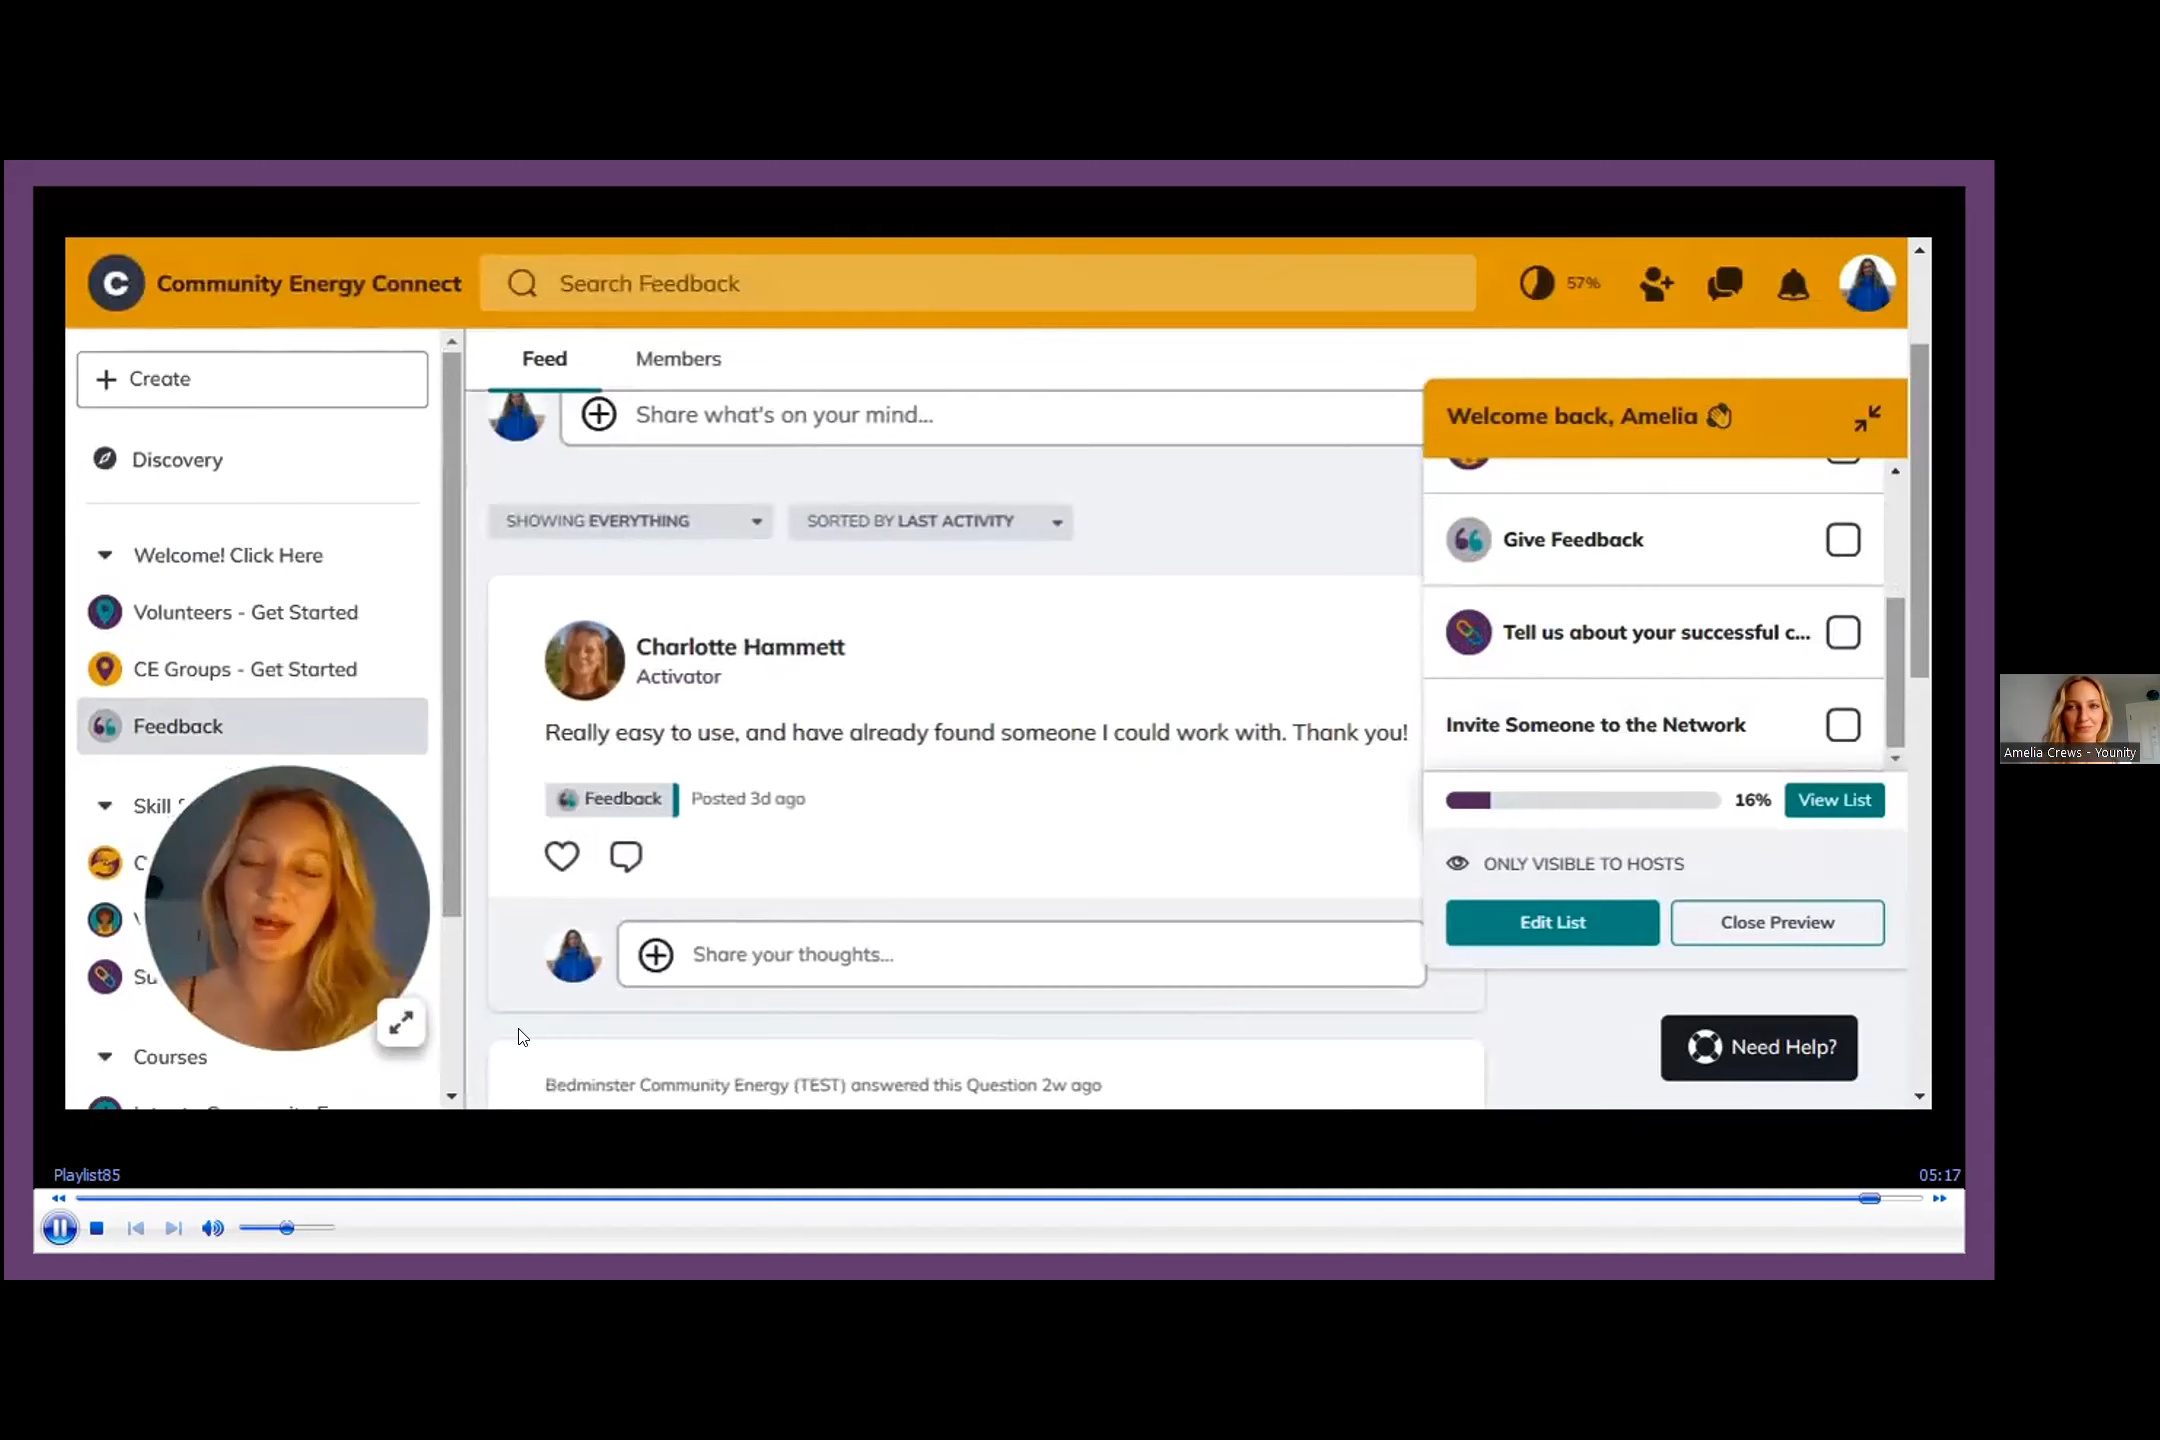 C Community Energy Connect
Search Feedback
57%
Create
Discovery
Welcome! Click Here
Volunteers - Get Started
CE Groups - Get Started
Feedback
Skill
C
Su
Courses
Feed
Members
Share what's on your mind...
SHOWING EVERYTHING
SORTED BY LAST ACTIVITY
Charlotte Hammett
Activator
Really easy to use, and have already found someone I could work with. Thank you!
Feedback
Posted 3d ago
Share your thoughts...
Bedminster Community Energy (TEST) answered this Question 2w ago
Welcome back, Amelia
Give Feedback
Tell us about your successful c...
Invite Someone to the Network
16%
View List
ONLY VISIBLE TO HOSTS
Edit List
Close Preview
Need Help?
Amelia Crews - Younity
Playlist85
05:17